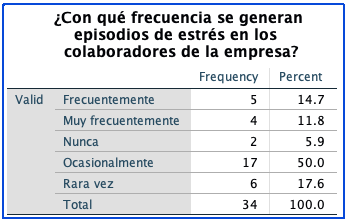 ¿Con qué frecuencia se generan
episodios de estrés en los
colaboradores de la empresa?
Frequency Percent
Valid Frecuentemente 5 14.7
Muy frecuentemente 4 11.8
Nunca 2 5.9
Ocasionalmente 17 50.0
Rara vez 6 17.6
Total 34 100.0